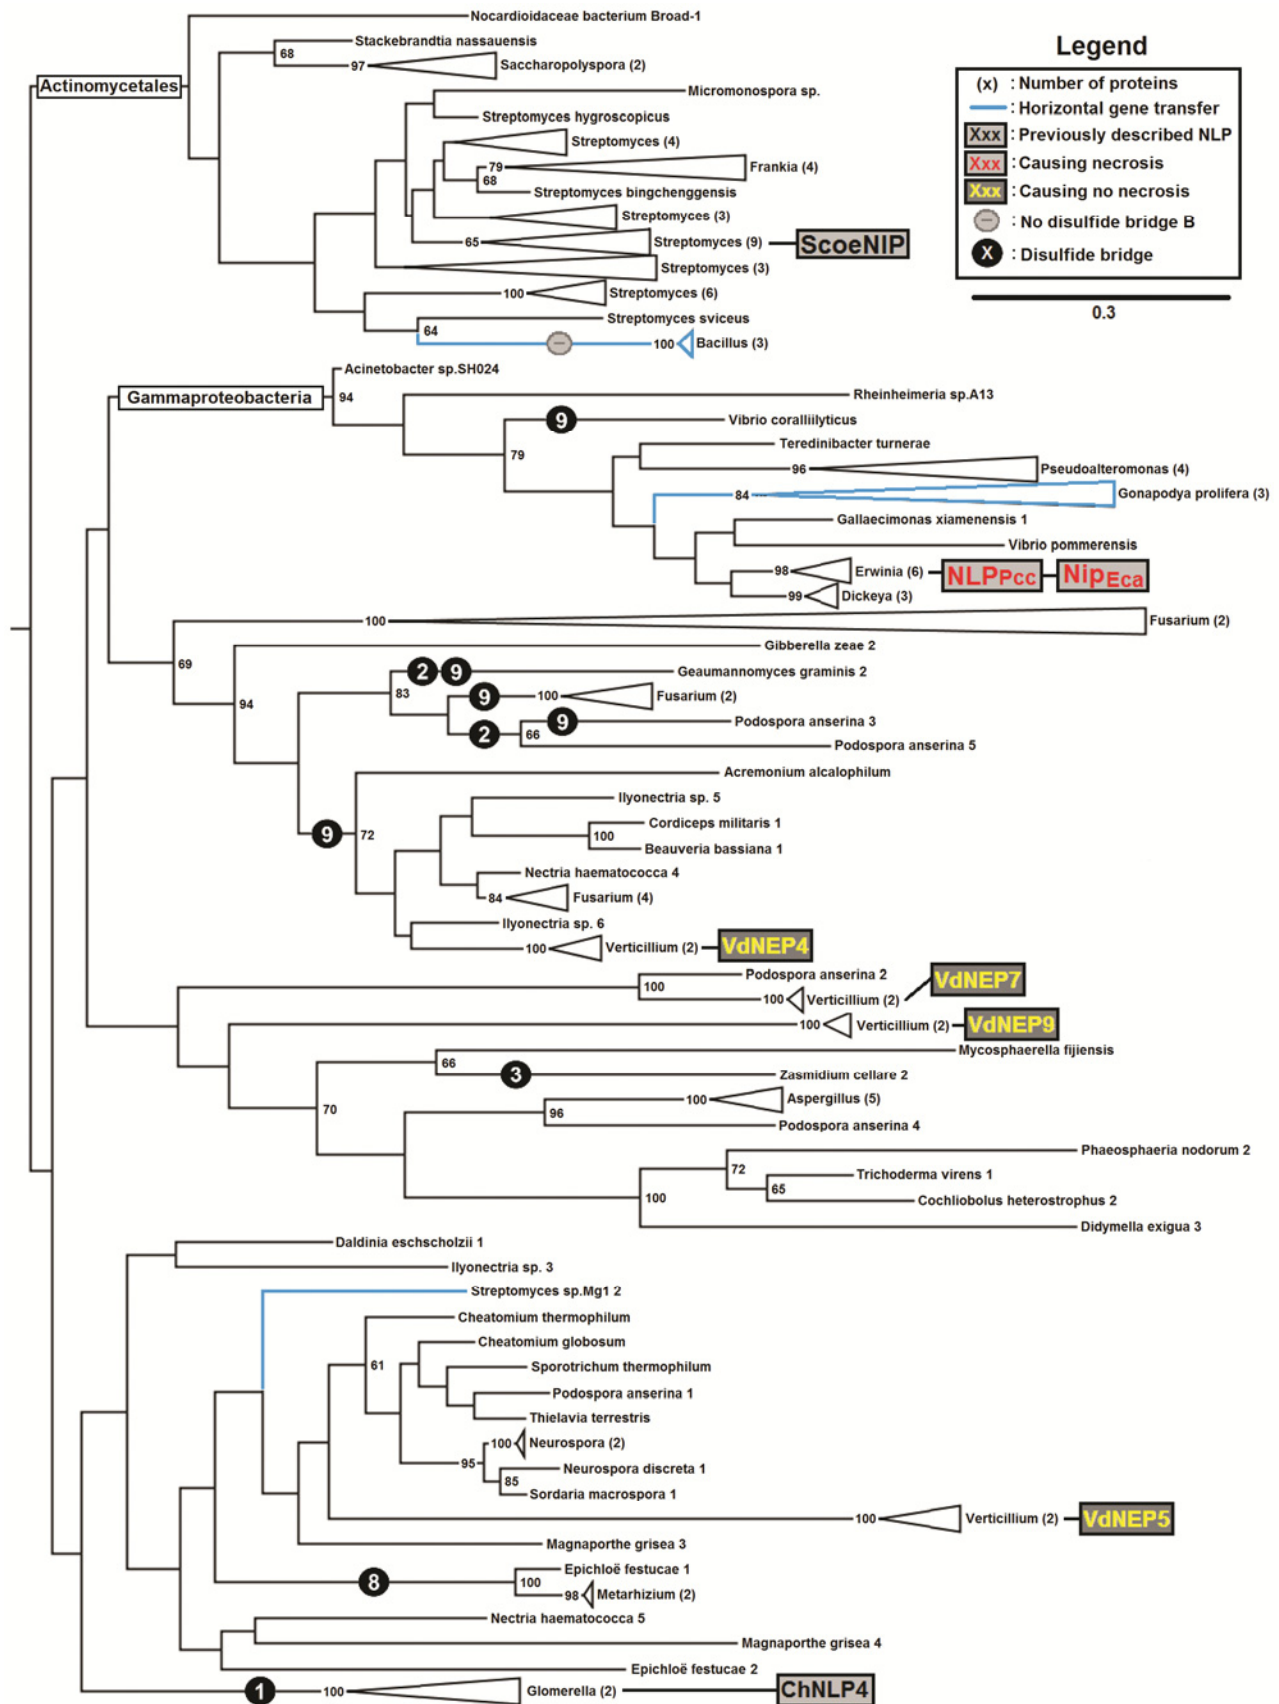 Nocardioidaceae bacterium Broad-1
Stackebrandtia nassauensis
68
97
Saccharopolyspora (2)
Actinomycetales
Micromonospora sp.
Streptomyces hygroscopicus
Streptomyces (4)
79
Frankia (4)
68
Streptomyces bingchenggensis
Streptomyces (3)
65
Streptomyces (9)
ScoeNIP
Streptomyces (3)
100
Streptomyces (6)
Streptomyces sviceus
64
100
Bacillus (3)
Legend
(x) : Number of proteins
: Horizontal gene transfer
Xxx : Previously described NLP
Xxx : Causing necrosis
Xxx : Causing no necrosis
− : No disulfide bridge B
X : Disulfide bridge
0.3
Acinetobacter sp.SH024
Gammaproteobacteria
94
Rheinheimeria sp.A13
9
Vibrio coralliilyticus
79
Teredinibacter turnerae
96
Pseudoalteromonas (4)
84
Gonapodya prolifera (3)
Gallaecimonas xiamenensis 1
Vibrio pommerensis
98
Erwinia (6)
NLPPcc
NipEca
99
Dickeya (3)
100
Fusarium (2)
69
Gibberella zeae 2
94
2 9
Geaumannomyces graminis 2
83
9
100
Fusarium (2)
9
Podospora anserina 3
2
66
Podospora anserina 5
Acremonium alcalophilum
9
72
Ilyonectria sp. 5
Cordiceps militaris 1
100
Beauveria bassiana 1
Nectria haematococca 4
84
Fusarium (4)
Ilyonectria sp. 6
100
Verticillium (2)
VdNEP4
Podospora anserina 2
100
100
Verticillium (2)
VdNEP7
100
Verticillium (2)
VdNEP9
Mycosphaerella fijiensis
66
3
Zasmidium cellare 2
70
100
Aspergillus (5)
96
Podospora anserina 4
Phaeosphaeria nodorum 2
72
Trichoderma virens 1
65
100
Cochliobolus heterostrophus 2
Didymella exigua 3
Daldinia eschscholzii 1
Ilyonectria sp. 3
Streptomyces sp.Mg1 2
Cheatomium thermophilum
Cheatomium globosum
61
Sporotrichum thermophilum
Podospora anserina 1
Thielavia terrestris
100
Neurospora (2)
95
Neurospora discreta 1
85
Sordaria macrospora 1
100
Verticillium (2)
VdNEP5
Magnaporthe grisea 3
Epichloë festucae 1
8
100
98
Metarhizium (2)
Nectria haematococca 5
Magnaporthe grisea 4
Epichloë festucae 2
1
100
Glomerella (2)
ChNLP4